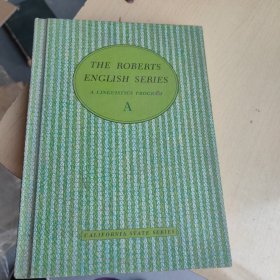 THE ROBERTS
ENGLISH SERIES
A LINGUISTICS PROGRAM
A
CALIFORNIA STATE SERIES